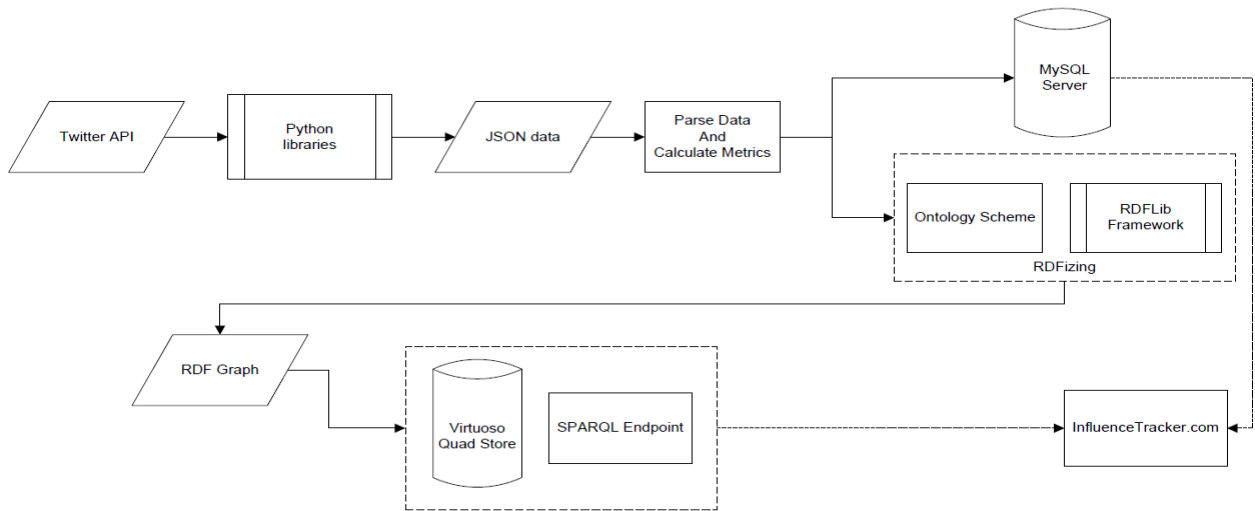 Twitter API
Python
libraries
JSON data
Parse Data
And
Calculate Metrics
MySQL
Server
Ontology Scheme
RDFLib
Framework
RDFizing
RDF Graph
Virtuoso
Quad Store
SPARQL Endpoint
InfluenceTracker.com